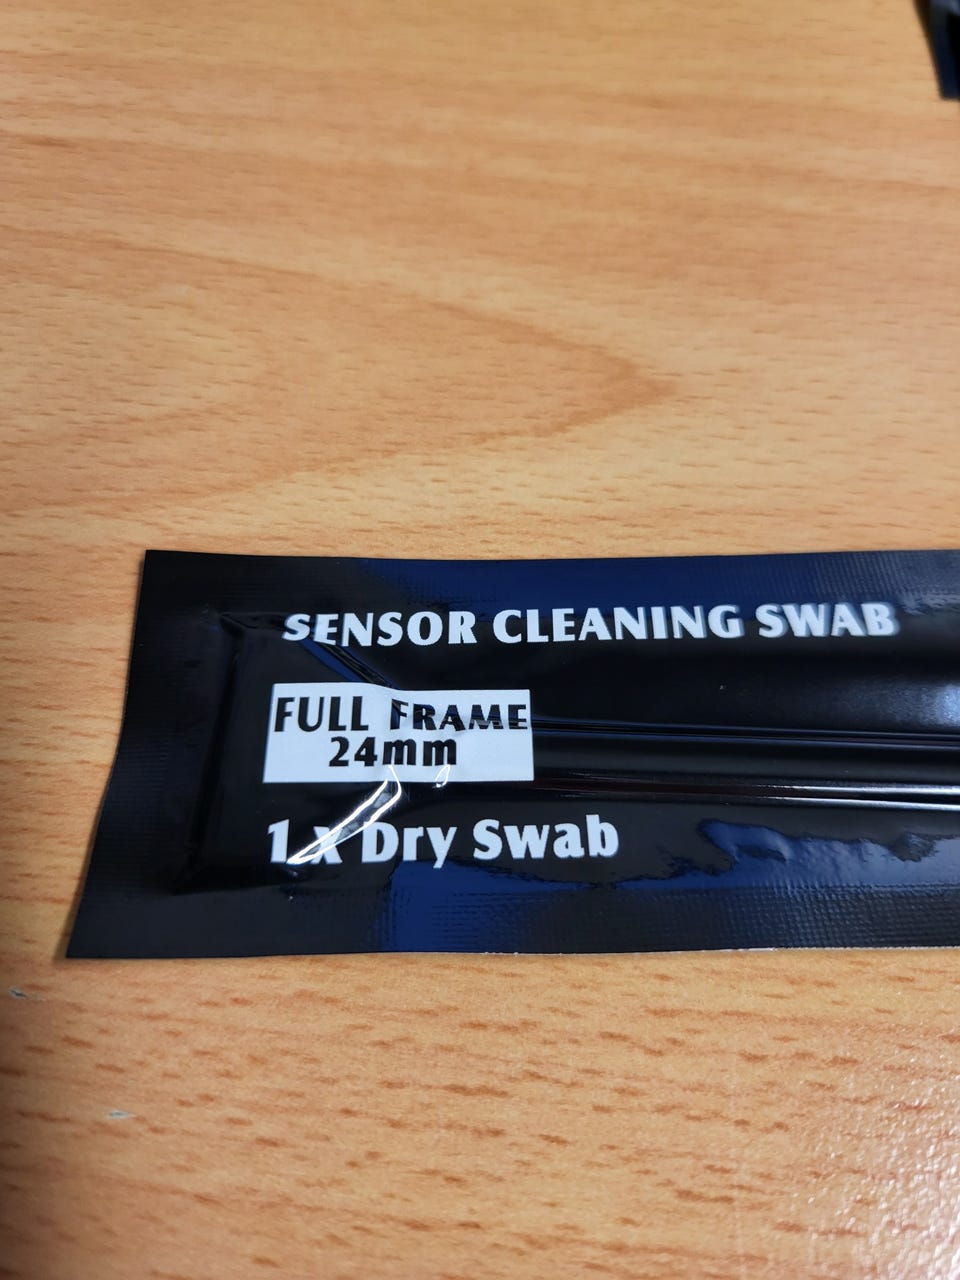 SENSOR CLEANING SWAB
FULL FRAME
24mm
1 x Dry Swab